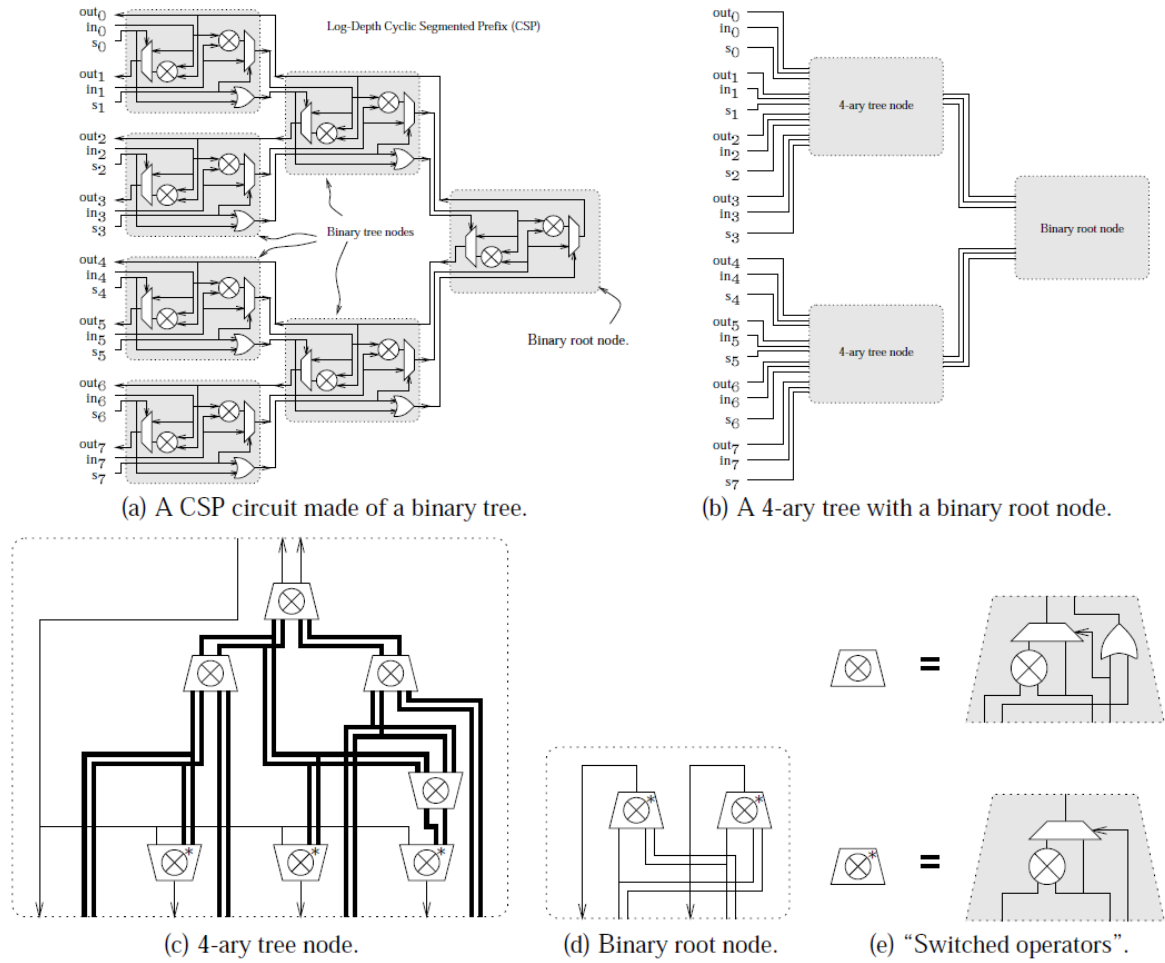 Log-Depth Cyclic Segmented Prefix (CSP)
out0
in0
s0
out1
in1
s1
out2
in2
s2
out3
in3
s3
out4
in4
s4
out5
in5
s5
out6
in6
s6
out7
in7
s7
Binary tree nodes
Binary root node.
(a) A CSP circuit made of a binary tree.
out0
in0
s0
out1
in1
s1
out2
in2
s2
out3
in3
s3
out4
in4
s4
out5
in5
s5
out6
in6
s6
out7
in7
s7
4-ary tree node
4-ary tree node
Binary root node
(b) A 4-ary tree with a binary root node.
*
*
*
(c) 4-ary tree node.
*
*
(d) Binary root node.
=
*
=
(e) "Switched operators".